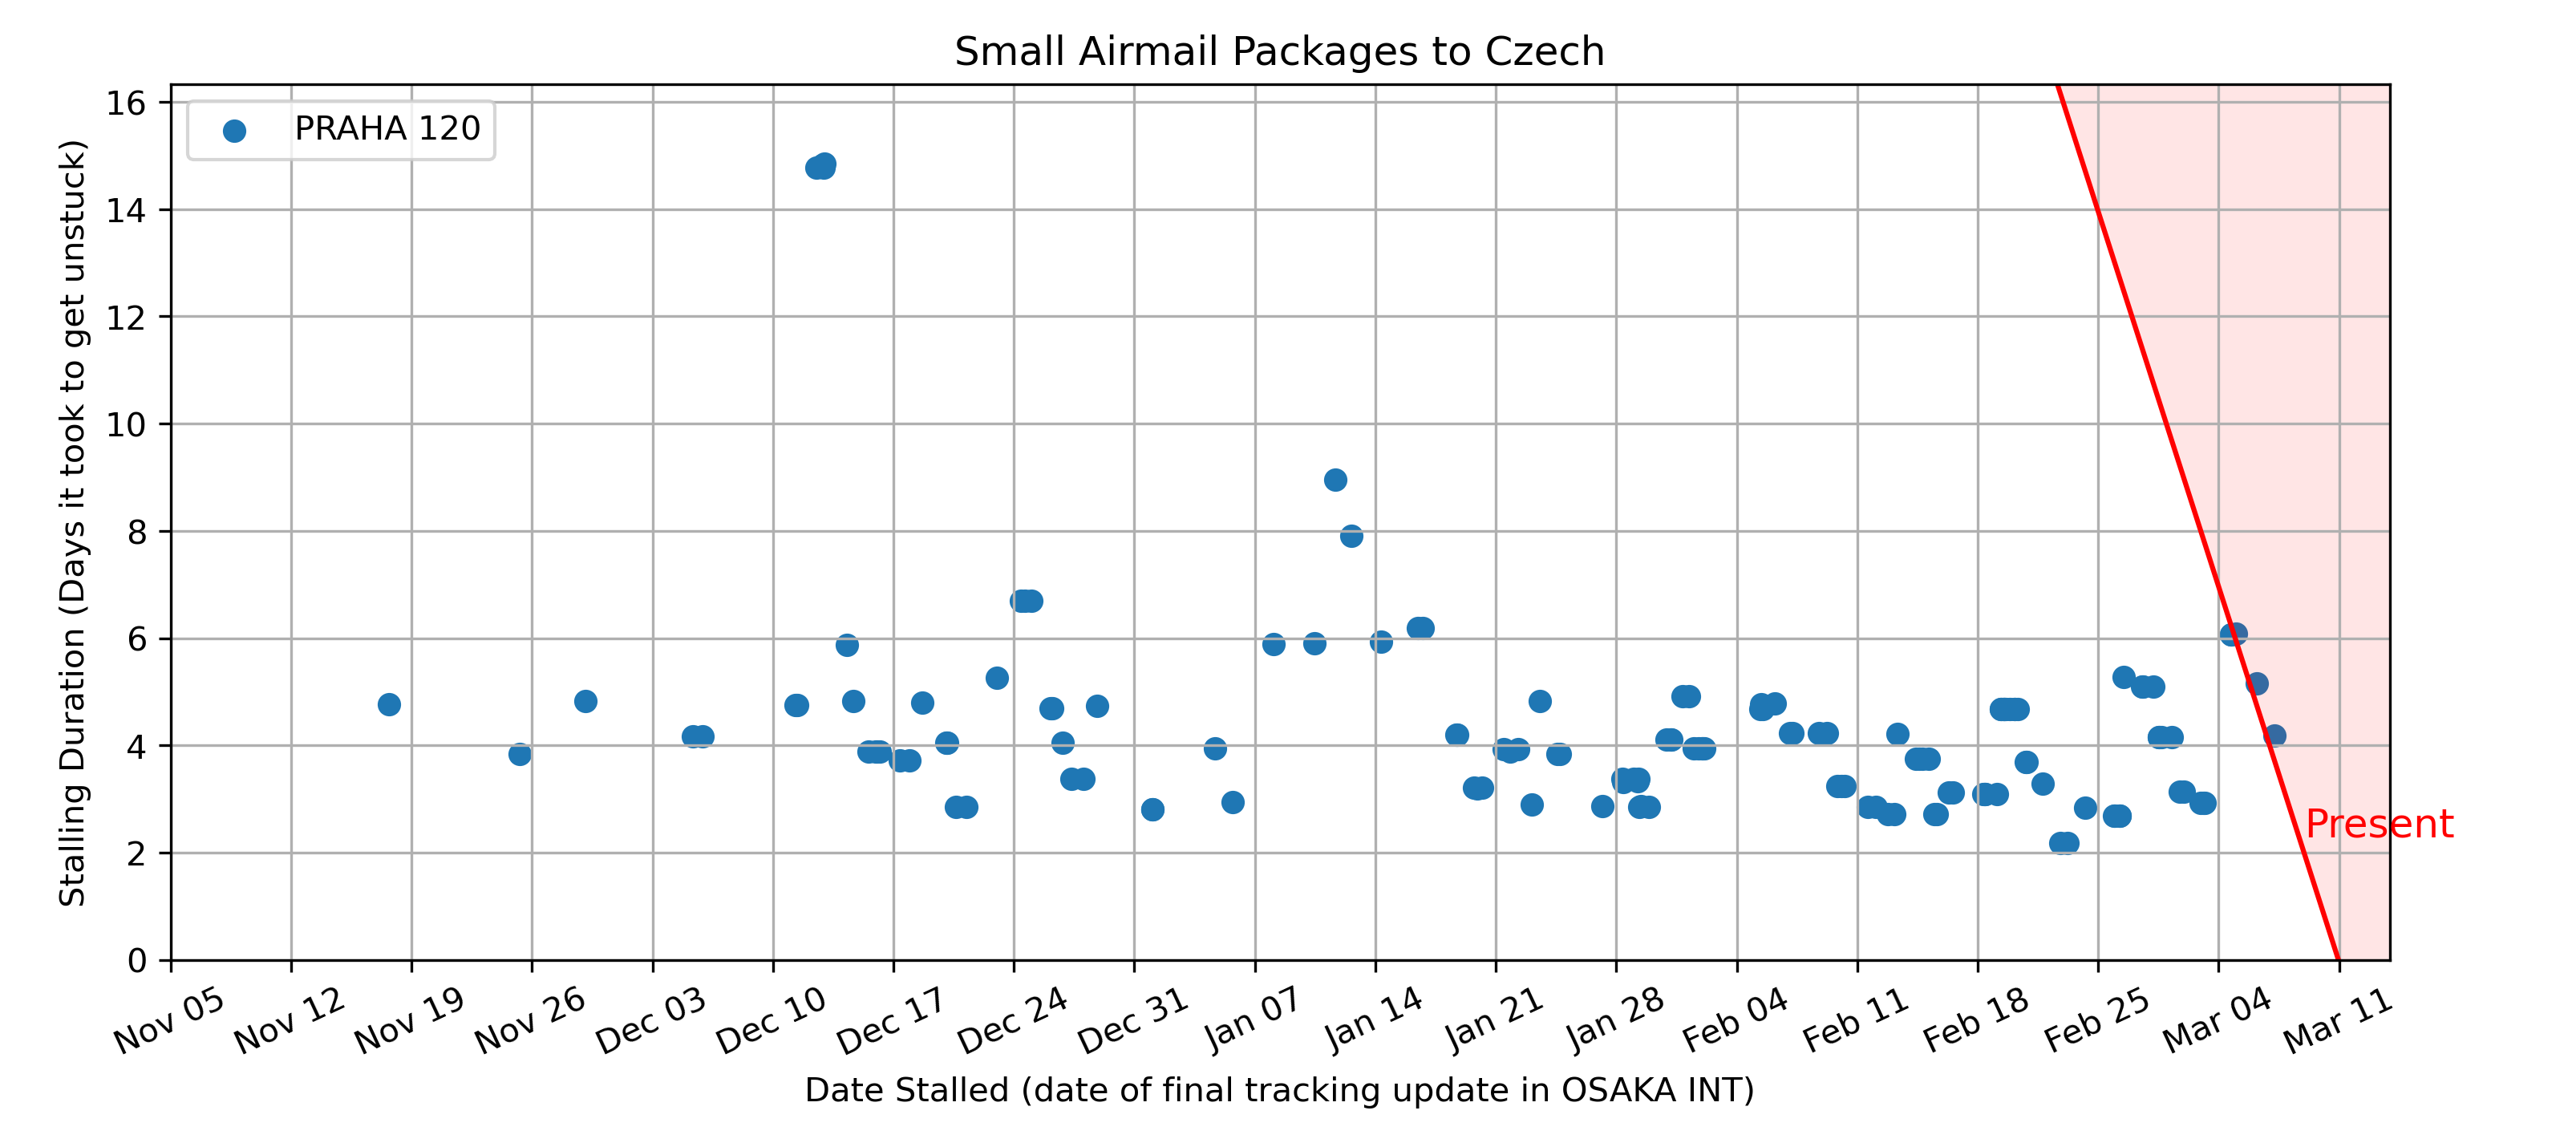 Small Airmail Packages to Czech
PRAHA 120
Stalling Duration (Days it took to get unstuck)
16
14
12
10
8
6
4
2
0
Present
Nov 05
Nov 12
Nov 19
Nov 26
Dec 03
Dec 10
Dec 17
Dec 24
Dec 31
Jan 07
Jan 14
Jan 21
Jan 28
Feb 04
Feb 11
Feb 18
Feb 25
Mar 04
Mar 11
Date Stalled (date of final tracking update in OSAKA INT)